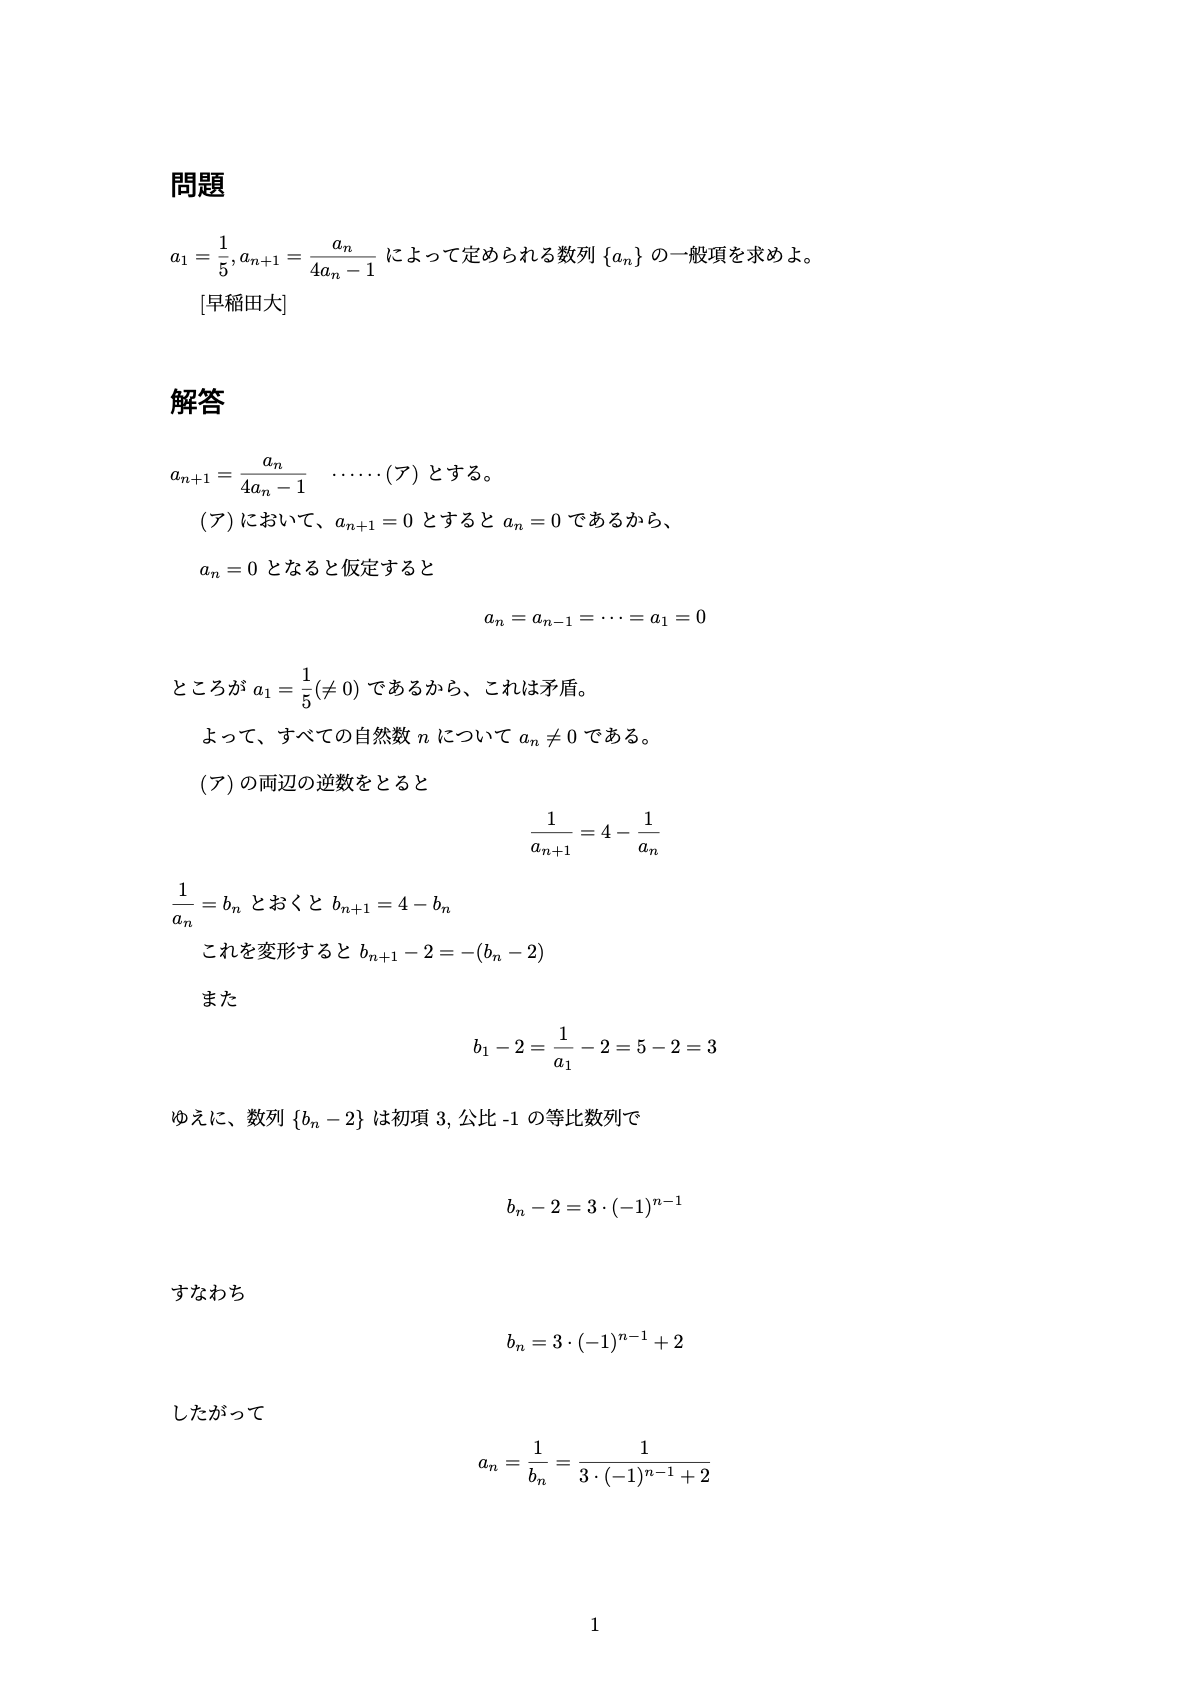 問題
a_1 = \frac{1}{5}, a_{n+1} = \frac{a_n}{4a_n - 1} によって定められる数列 {a_n} の一般項を求めよ。
[早稲田大]
解答
a_{n+1} = \frac{a_n}{4a_n - 1} ⋯⋯(ア) とする。
(ア) において、a_{n+1} = 0 とすると a_n = 0 であるから、
a_n = 0 となると仮定すると
a_n = a_{n-1} = ⋯ = a_1 = 0
ところが a_1 = \frac{1}{5}(≠ 0) であるから、これは矛盾。
よって、すべての自然数 n について a_n ≠ 0 である。
(ア) の両辺の逆数をとると
\frac{1}{a_{n+1}} = 4 - \frac{1}{a_n}
\frac{1}{a_n} = b_n とおくと b_{n+1} = 4 - b_n
これを変形すると b_{n+1} - 2 = -(b_n - 2)
また
b_1 - 2 = \frac{1}{a_1} - 2 = 5 - 2 = 3
ゆえに、数列 {b_n - 2} は初項 3, 公比 -1 の等比数列で
b_n - 2 = 3 · (-1)^{n-1}
すなわち
b_n = 3 · (-1)^{n-1} + 2
したがって
a_n = \frac{1}{b_n} = \frac{1}{3 · (-1)^{n-1} + 2}
1